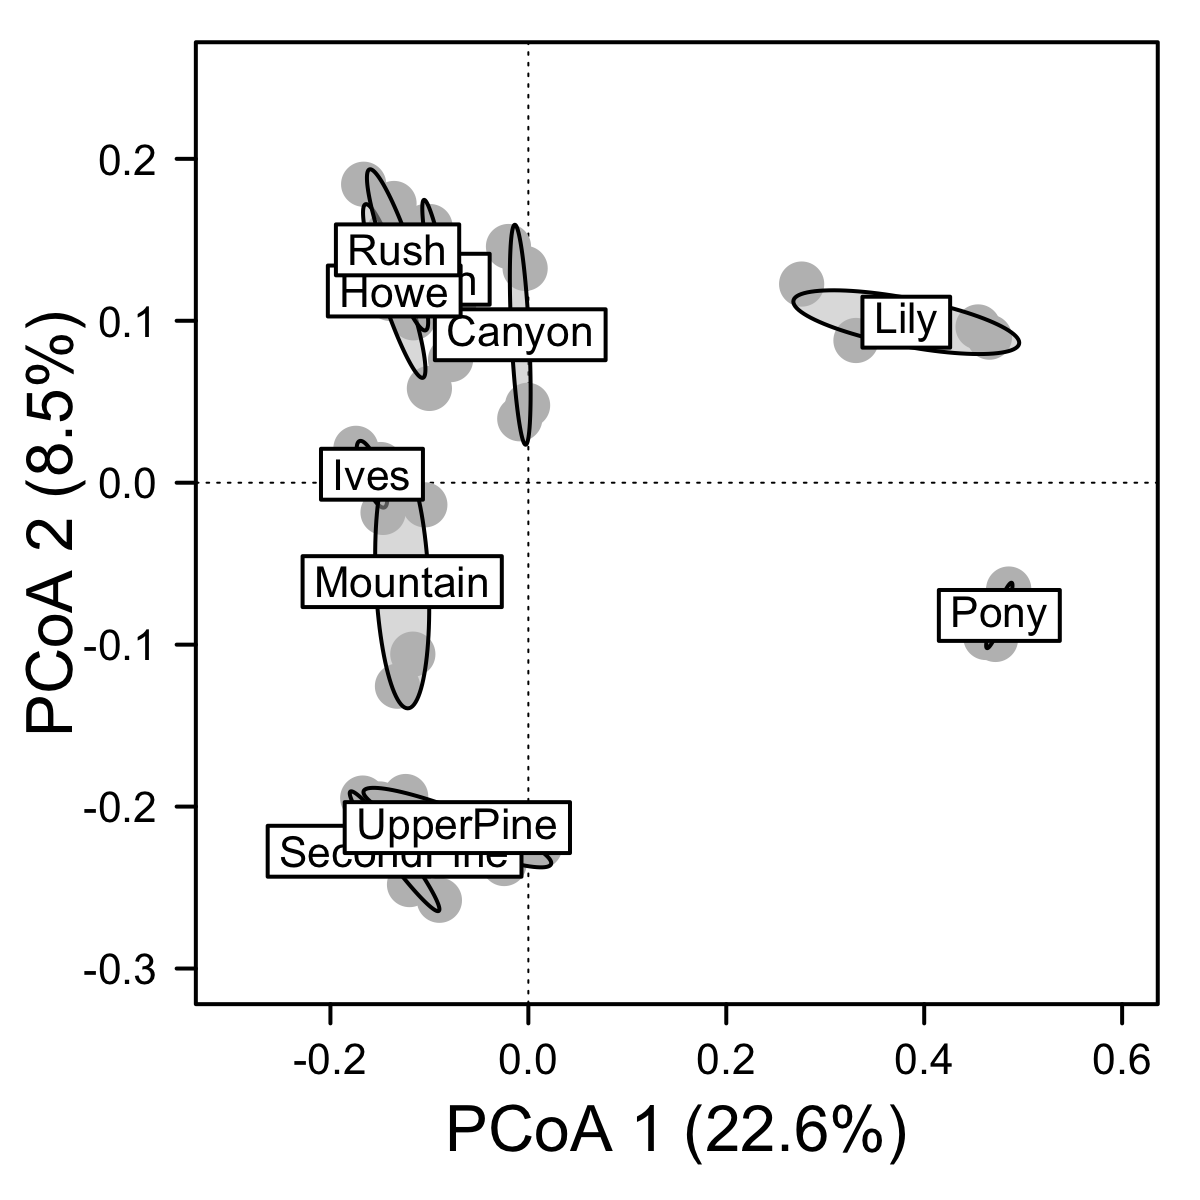 0.2
0.1
0.0
-0.1
-0.2
-0.3
PCoA 2 (8.5%)
Rush
Howe
Canyon
Lily
Ives
Mountain
Pony
UpperPine
SecondPine
-0.2
0.0
0.2
0.4
0.6
PCoA 1 (22.6%)